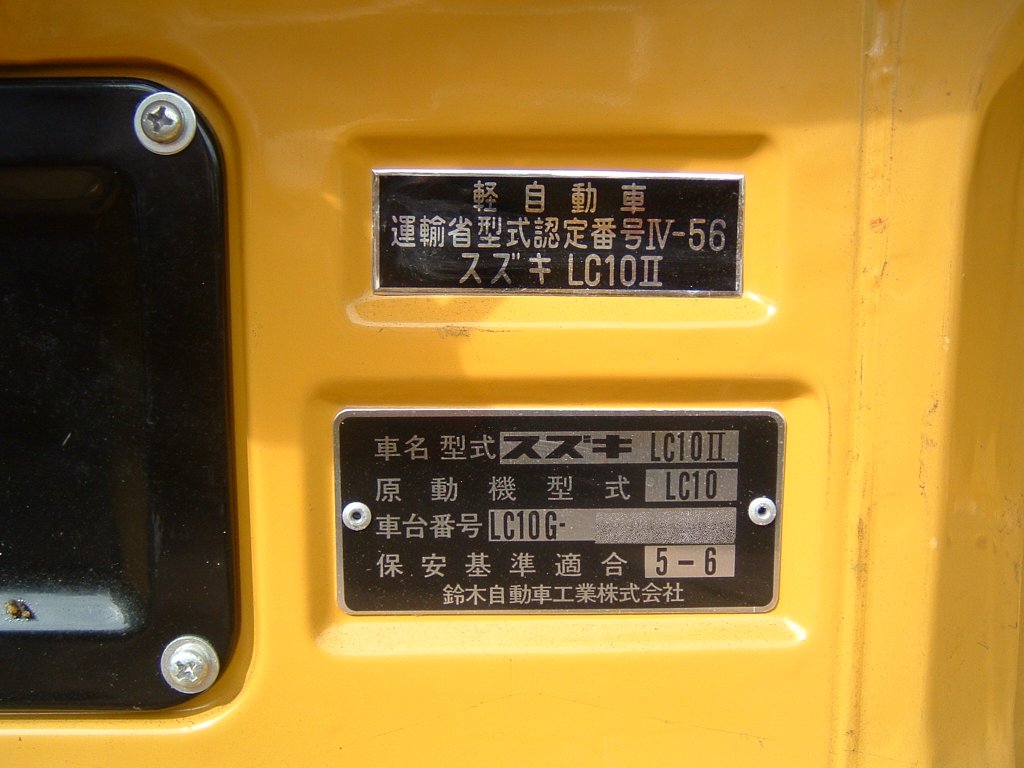 軽自動車
運輸省型式認定番号Ⅳ-56
スズキ LC10Ⅱ
車名型式 スズキ LC10Ⅱ
原動機型式 LC10
車台番号 LC10G-
保安基準適合 5-6
鈴木自動車工業株式会社